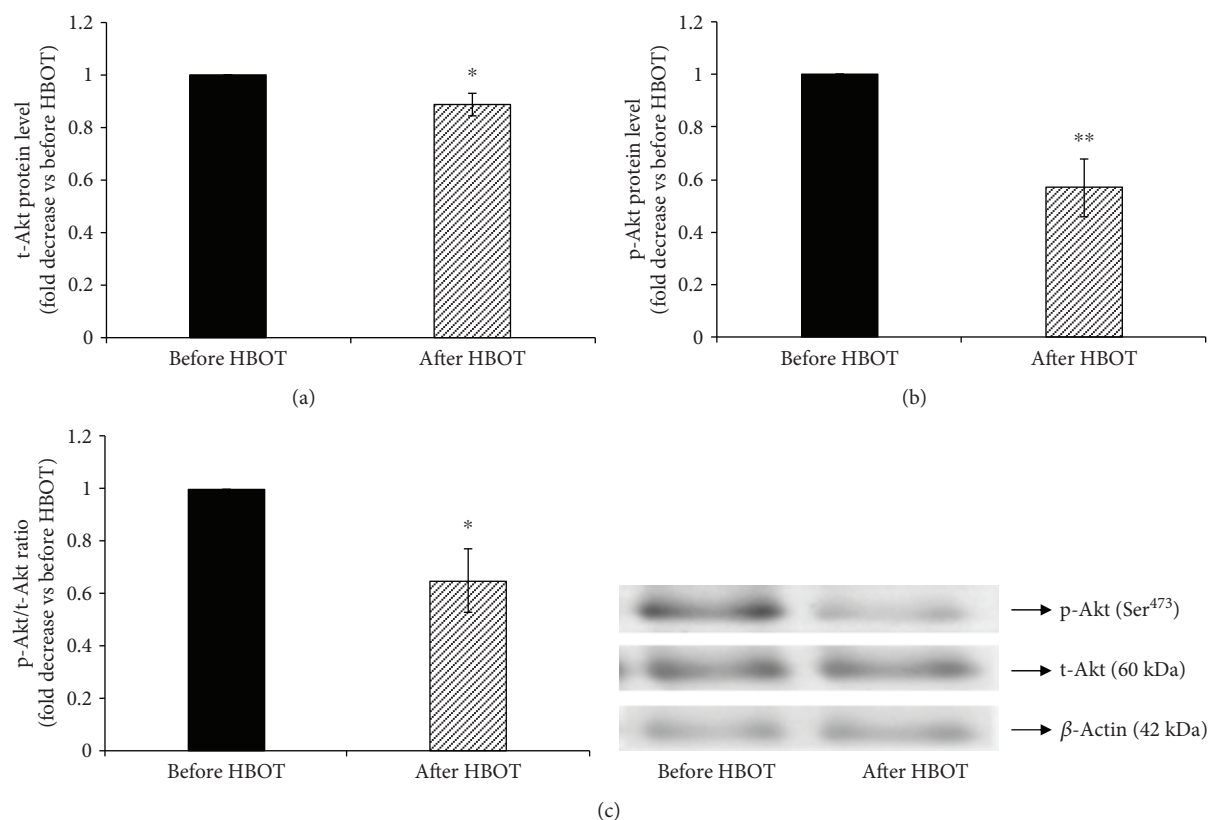 t-Akt protein level
(fold decrease vs before HBOT)
1.2
1
0.8
0.6
0.4
0.2
0
*
Before HBOT
After HBOT
(a)
p-Akt protein level
(fold decrease vs before HBOT)
1.2
1
0.8
0.6
0.4
0.2
0
**
Before HBOT
After HBOT
(b)
p-Akt/t-Akt ratio
(fold decrease vs before HBOT)
1.2
1
0.8
0.6
0.4
0.2
0
*
Before HBOT
After HBOT
p-Akt (Ser⁴⁷³)
t-Akt (60 kDa)
β-Actin (42 kDa)
Before HBOT
After HBOT
(c)